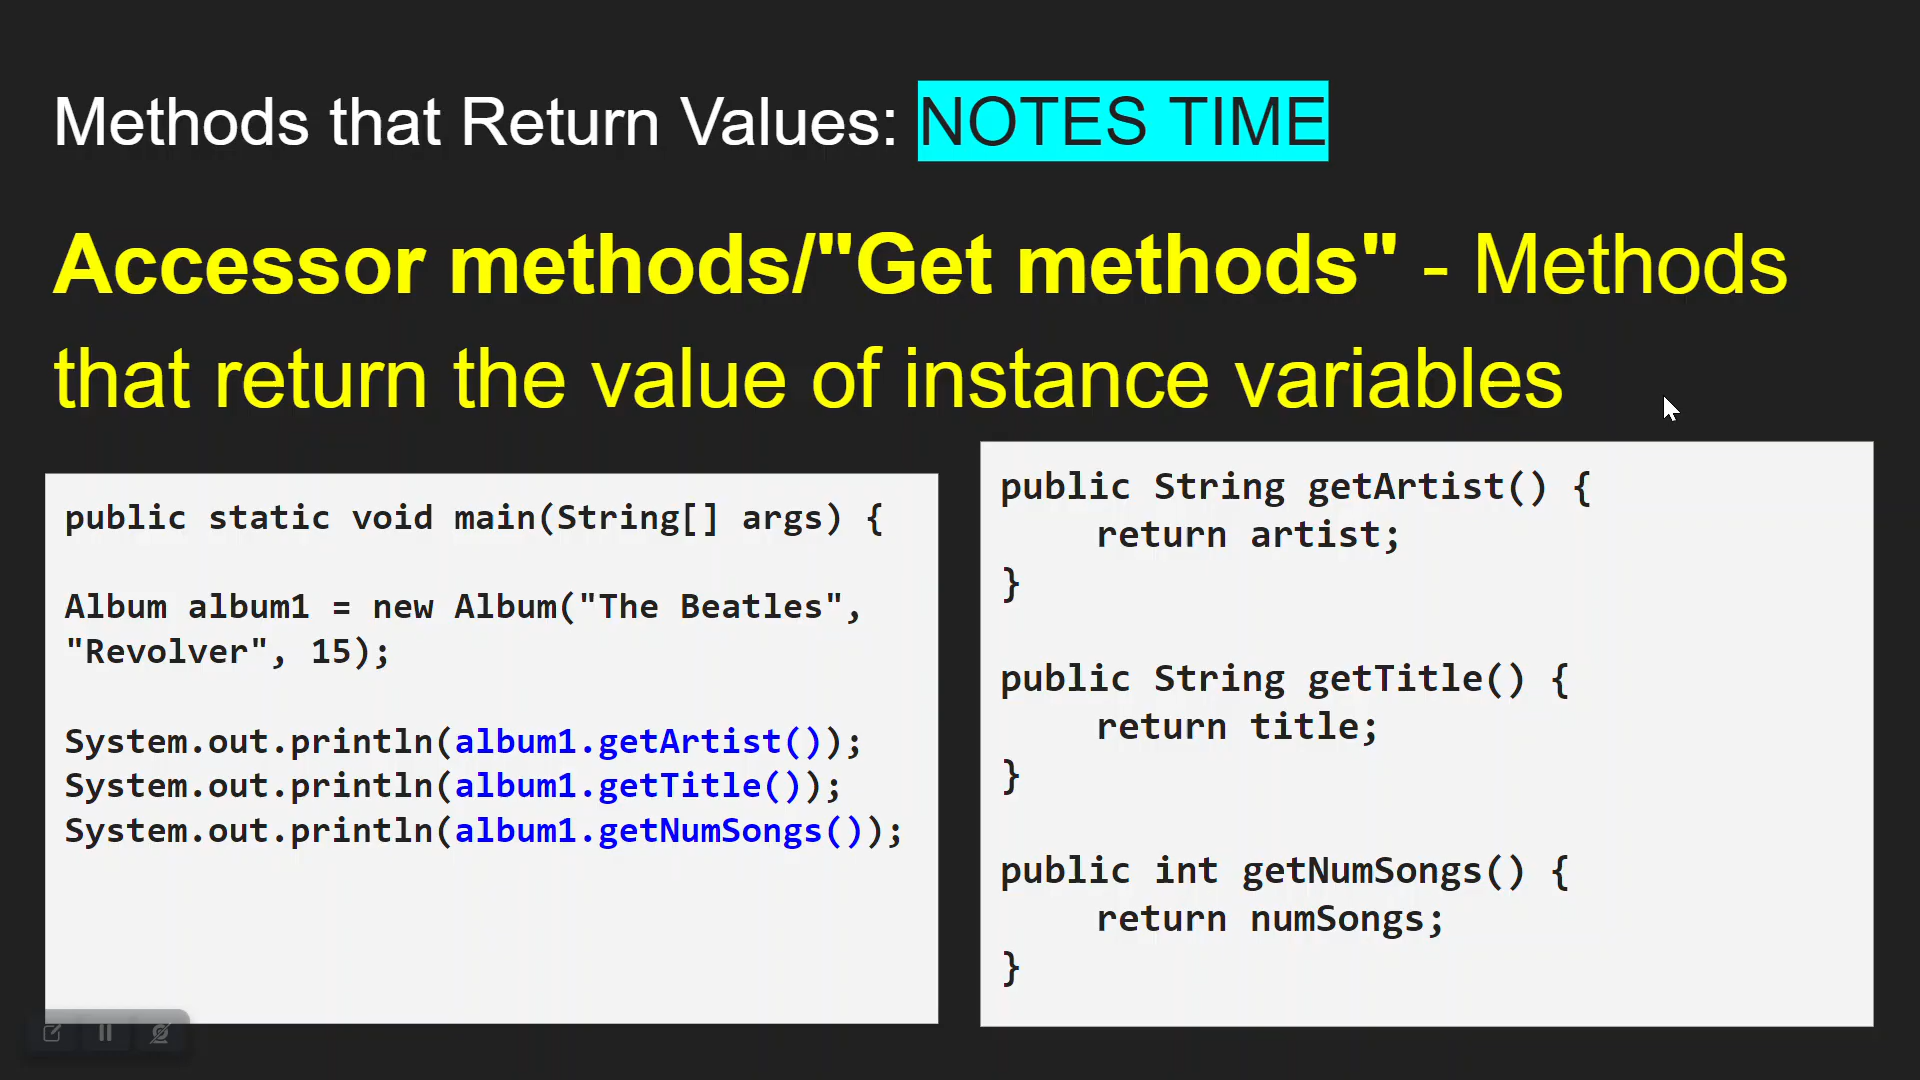 Methods that Return Values: NOTES TIME
Accessor methods/"Get methods" - Methods
that return the value of instance variables
public static void main(String[] args) {
Album album1 = new Album("The Beatles",
"Revolver", 15);
System.out.println(album1.getArtist());
System.out.println(album1.getTitle());
System.out.println(album1.getNumSongs());
public String getArtist() {
return artist;
}
public String getTitle() {
return title;
}
public int getNumSongs() {
return numSongs;
}